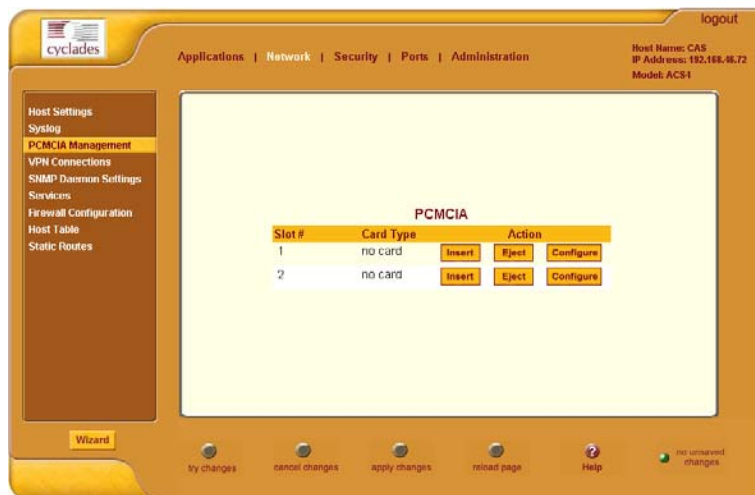 logout
cyclades
Applications | Network | Security | Ports | Administration
Host Name: CAS
IP Address: 192.168.46.72
Model: ACS4
Host Settings
Syslog
PCMCIA Management
VPN Connections
SNMP Daemon Settings
Services
Firewall Configuration
Host Table
Static Routes
PCMCIA
Slot # Card Type Action
1 no card Insert Eject Configure
2 no card Insert Eject Configure
Wizard
try changes cancel changes apply changes reload page Help no unsaved changes